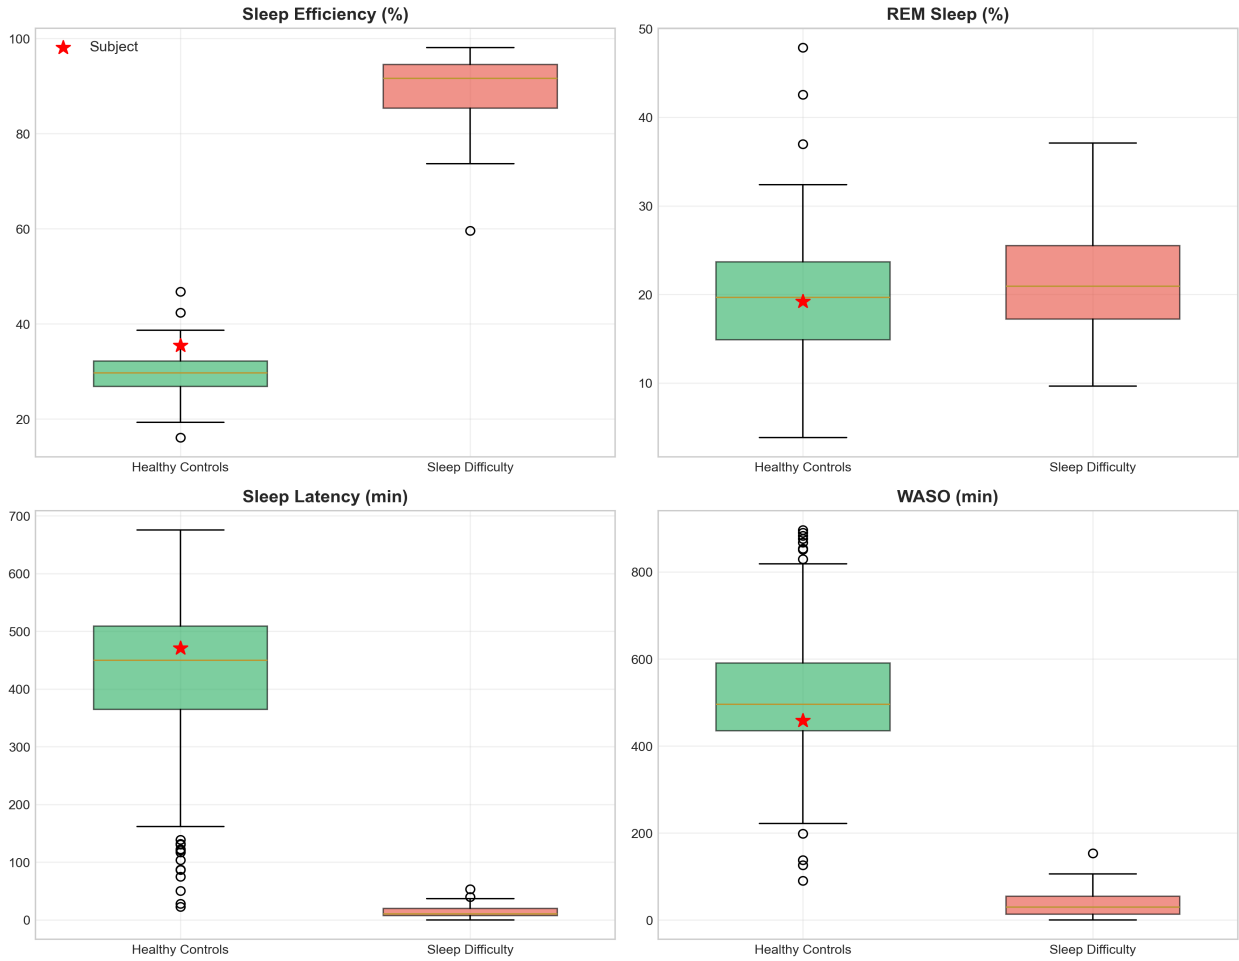 Sleep Efficiency (%)
100
80
60
40
20
Subject
Healthy Controls
Sleep Difficulty
REM Sleep (%)
50
40
30
20
10
Healthy Controls
Sleep Difficulty
Sleep Latency (min)
700
600
500
400
300
200
100
0
Healthy Controls
Sleep Difficulty
WASO (min)
800
600
400
200
0
Healthy Controls
Sleep Difficulty